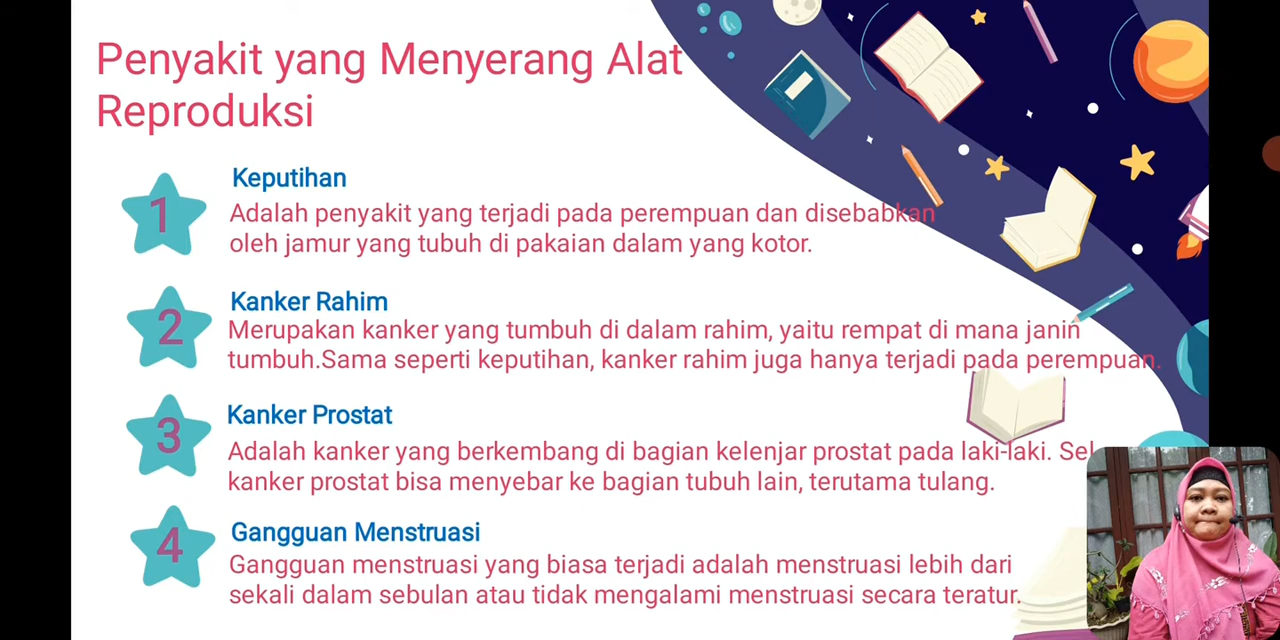 Penyakit yang Menyerang Alat
Reproduksi
1
Keputihan
Adalah penyakit yang terjadi pada perempuan dan disebabkan
oleh jamur yang tubuh di pakaian dalam yang kotor.
2
Kanker Rahim
Merupakan kanker yang tumbuh di dalam rahim, yaitu rempat di mana janin
tumbuh.Sama seperti keputihan, kanker rahim juga hanya terjadi pada perempuan.
3
Kanker Prostat
Adalah kanker yang berkembang di bagian kelenjar prostat pada laki-laki. Sel
kanker prostat bisa menyebar ke bagian tubuh lain, terutama tulang.
4
Gangguan Menstruasi
Gangguan menstruasi yang biasa terjadi adalah menstruasi lebih dari
sekali dalam sebulan atau tidak mengalami menstruasi secara teratur.